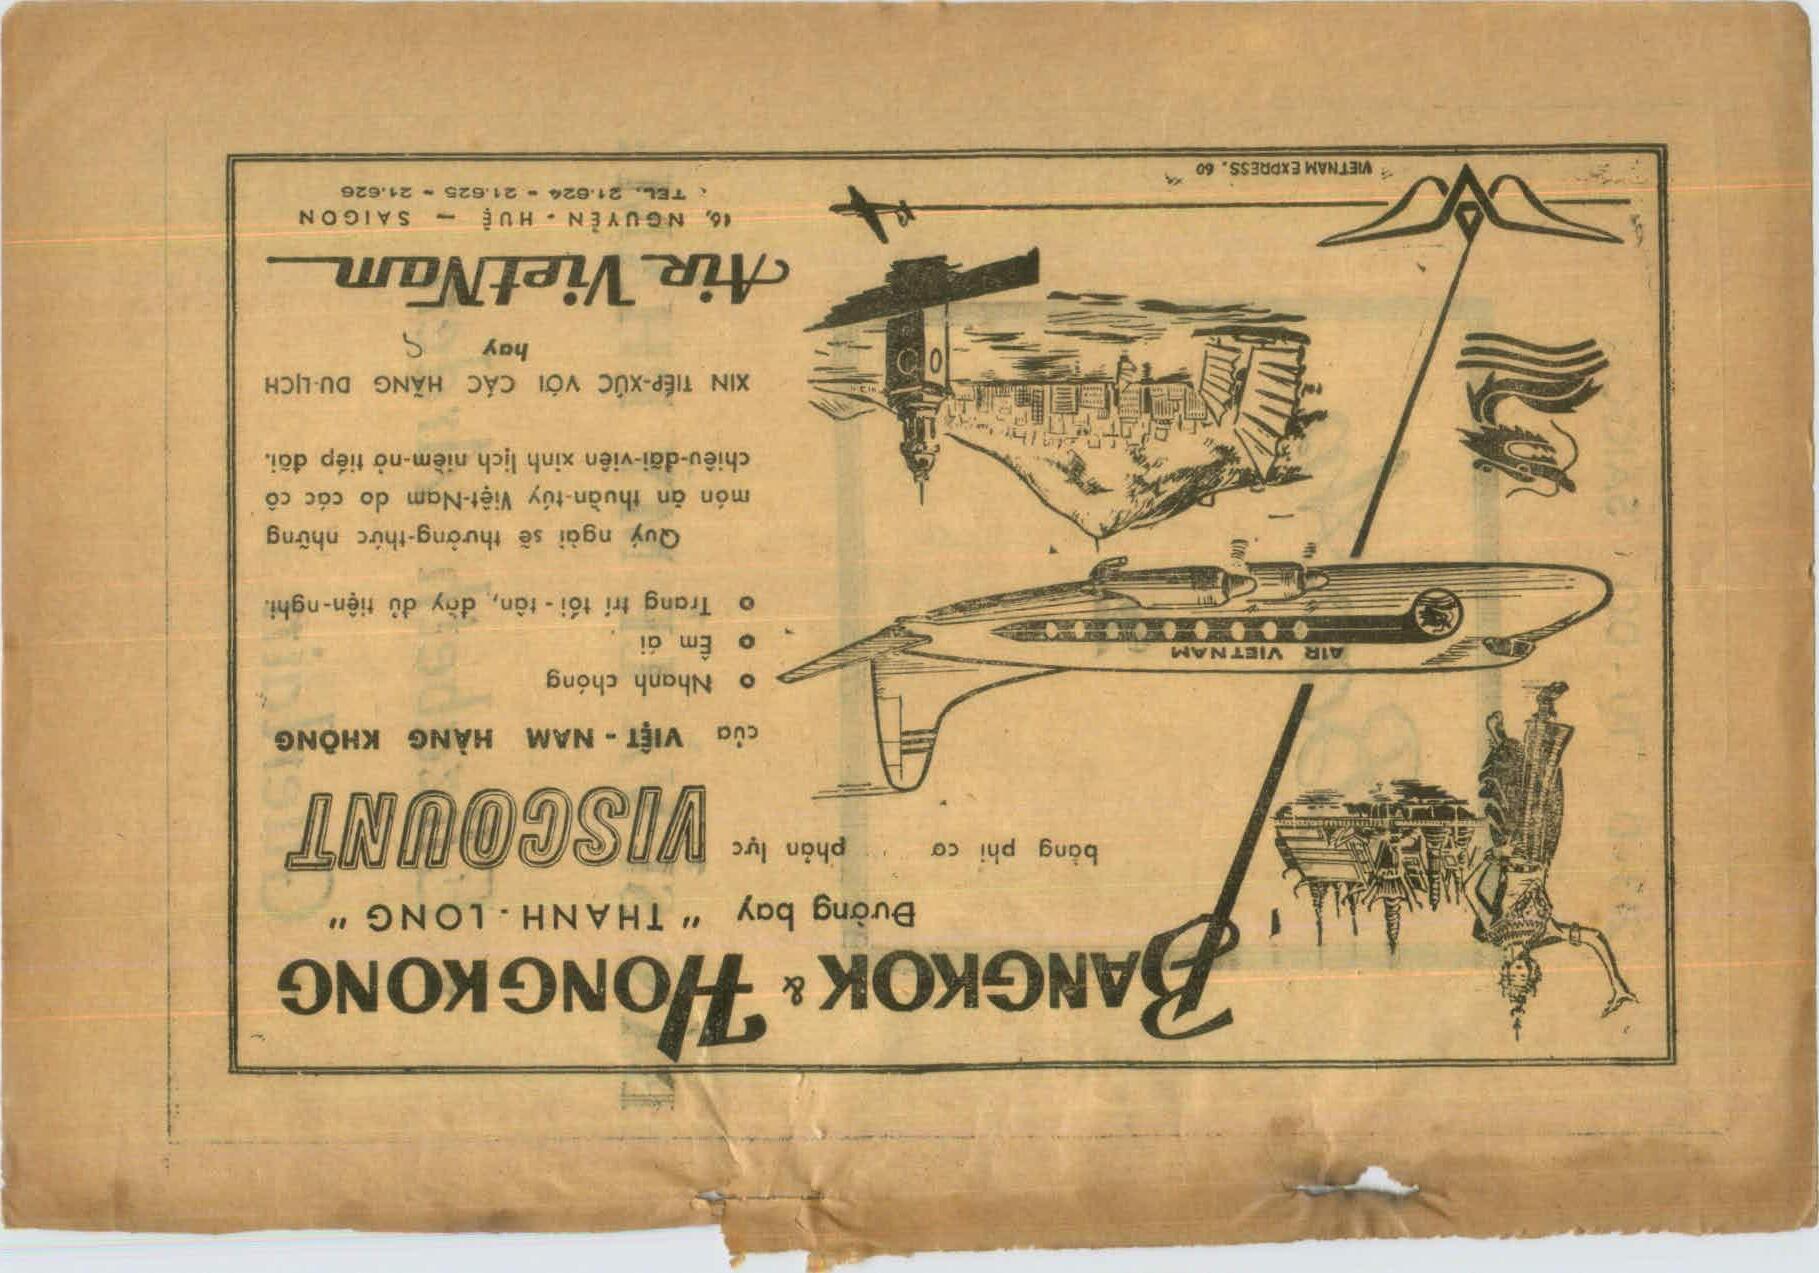 BANGKOK & HONGKONG
Đường bay " THANH-LONG "
bằng phi cơ phản lực VISCOUNT
của VIỆT-NAM HÀNG KHÔNG
Nhanh chóng
Êm ái
Trang trí tối-tân, đầy đủ tiện-nghi.
Quý ngài sẽ thưởng-thức những
món ăn thuần-túy Việt-Nam do các cô
chiêu-đãi-viên xinh lịch niềm-nở tiếp đãi.
XIN TIẾP-XÚC VỚI CÁC HÃNG DU-LỊCH
hay
AIR VIETNAM
16, NGUYỄN-HUỆ — SAIGON
TEL. 21.624 - 21.625 - 21.626
AIR VIETNAM
VIETNAM EXPRESS. 60